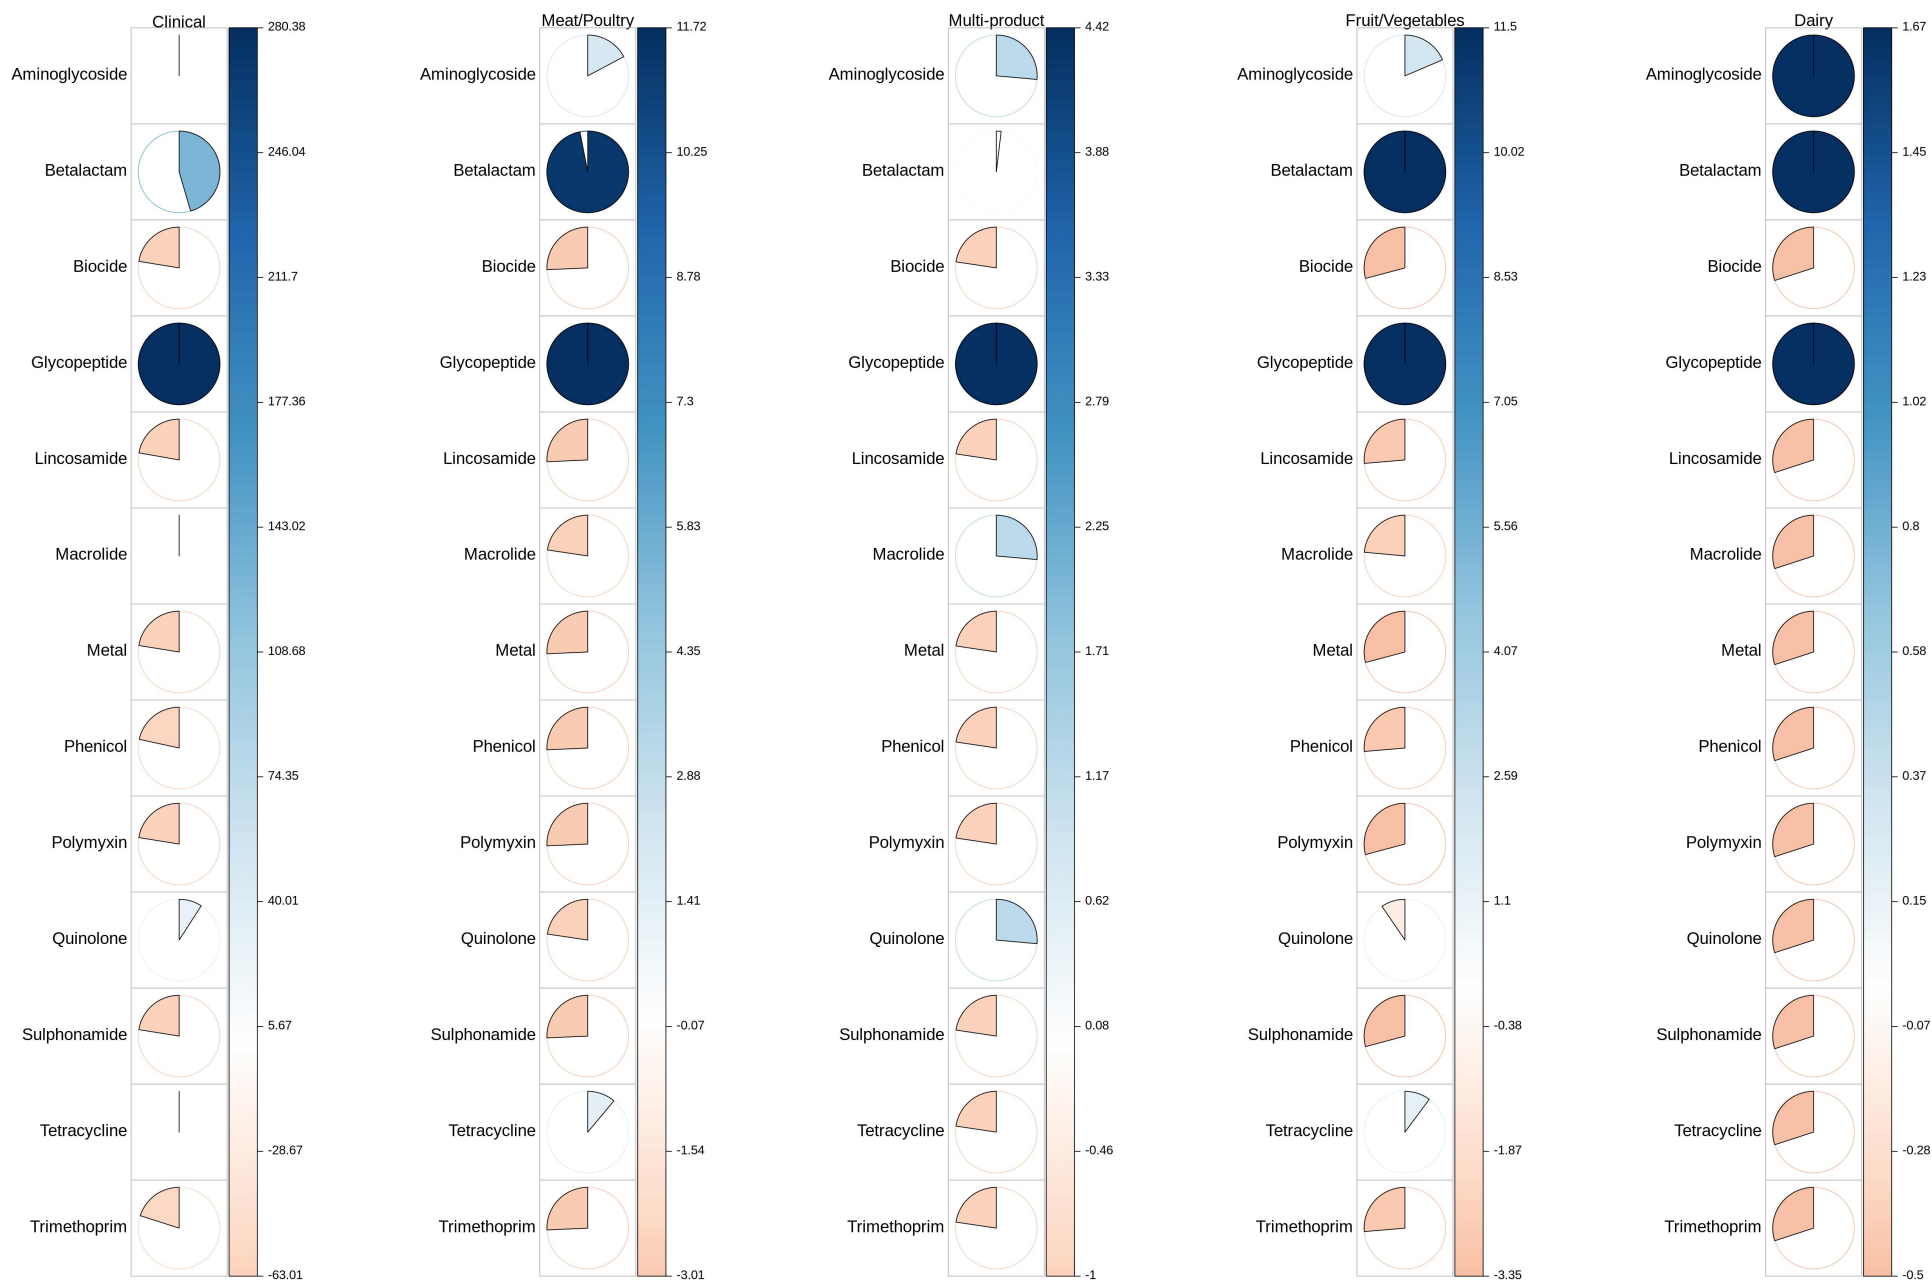 Clinical
Aminoglycoside
Betalactam
Biocide
Glycopeptide
Lincosamide
Macrolide
Metal
Phenicol
Polymyxin
Quinolone
Sulphonamide
Tetracycline
Trimethoprim
280.38
246.04
211.7
177.36
143.02
108.68
74.35
40.01
5.67
-28.67
-63.01
Meat/Poultry
Aminoglycoside
Betalactam
Biocide
Glycopeptide
Lincosamide
Macrolide
Metal
Phenicol
Polymyxin
Quinolone
Sulphonamide
Tetracycline
Trimethoprim
11.72
10.25
8.78
7.3
5.83
4.35
2.88
1.41
-0.07
-1.54
-3.01
Multi-product
Aminoglycoside
Betalactam
Biocide
Glycopeptide
Lincosamide
Macrolide
Metal
Phenicol
Polymyxin
Quinolone
Sulphonamide
Tetracycline
Trimethoprim
4.42
3.88
3.33
2.79
2.25
1.71
1.17
0.62
0.08
-0.46
-1
Fruit/Vegetables
Aminoglycoside
Betalactam
Biocide
Glycopeptide
Lincosamide
Macrolide
Metal
Phenicol
Polymyxin
Quinolone
Sulphonamide
Tetracycline
Trimethoprim
11.5
10.02
8.53
7.05
5.56
4.07
2.59
1.1
-0.38
-1.87
-3.35
Dairy
Aminoglycoside
Betalactam
Biocide
Glycopeptide
Lincosamide
Macrolide
Metal
Phenicol
Polymyxin
Quinolone
Sulphonamide
Tetracycline
Trimethoprim
1.67
1.45
1.23
1.02
0.8
0.58
0.37
0.15
-0.07
-0.28
-0.5